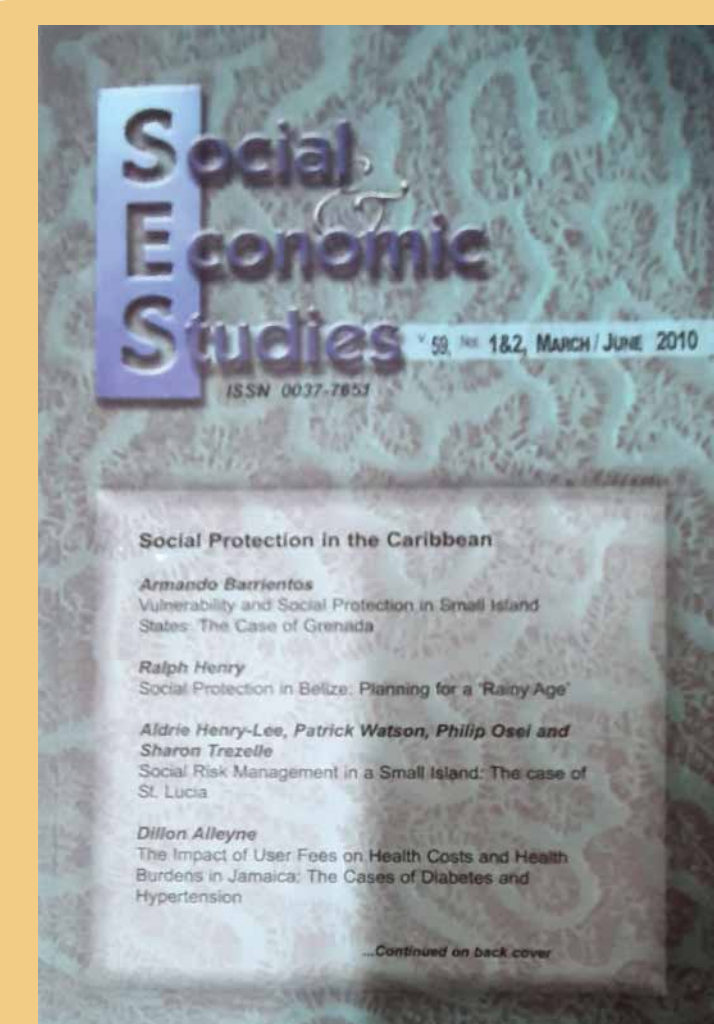 Social &
Economic
Studies
V 59, Nos. 1&2, MARCH / JUNE 2010
ISSN 0037-7651
Social Protection in the Caribbean
Armando Barrientos
Vulnerability and Social Protection in Small Island
States: The Case of Grenada
Ralph Henry
Social Protection in Belize: Planning for a 'Rainy Age'
Aldrie Henry-Lee, Patrick Watson, Philip Osei and
Sharon Trezelle
Social Risk Management in a Small Island: The case of
St. Lucia
Dillon Alleyne
The Impact of User Fees on Health Costs and Health
Burdens in Jamaica: The Cases of Diabetes and
Hypertension
...Continued on back cover